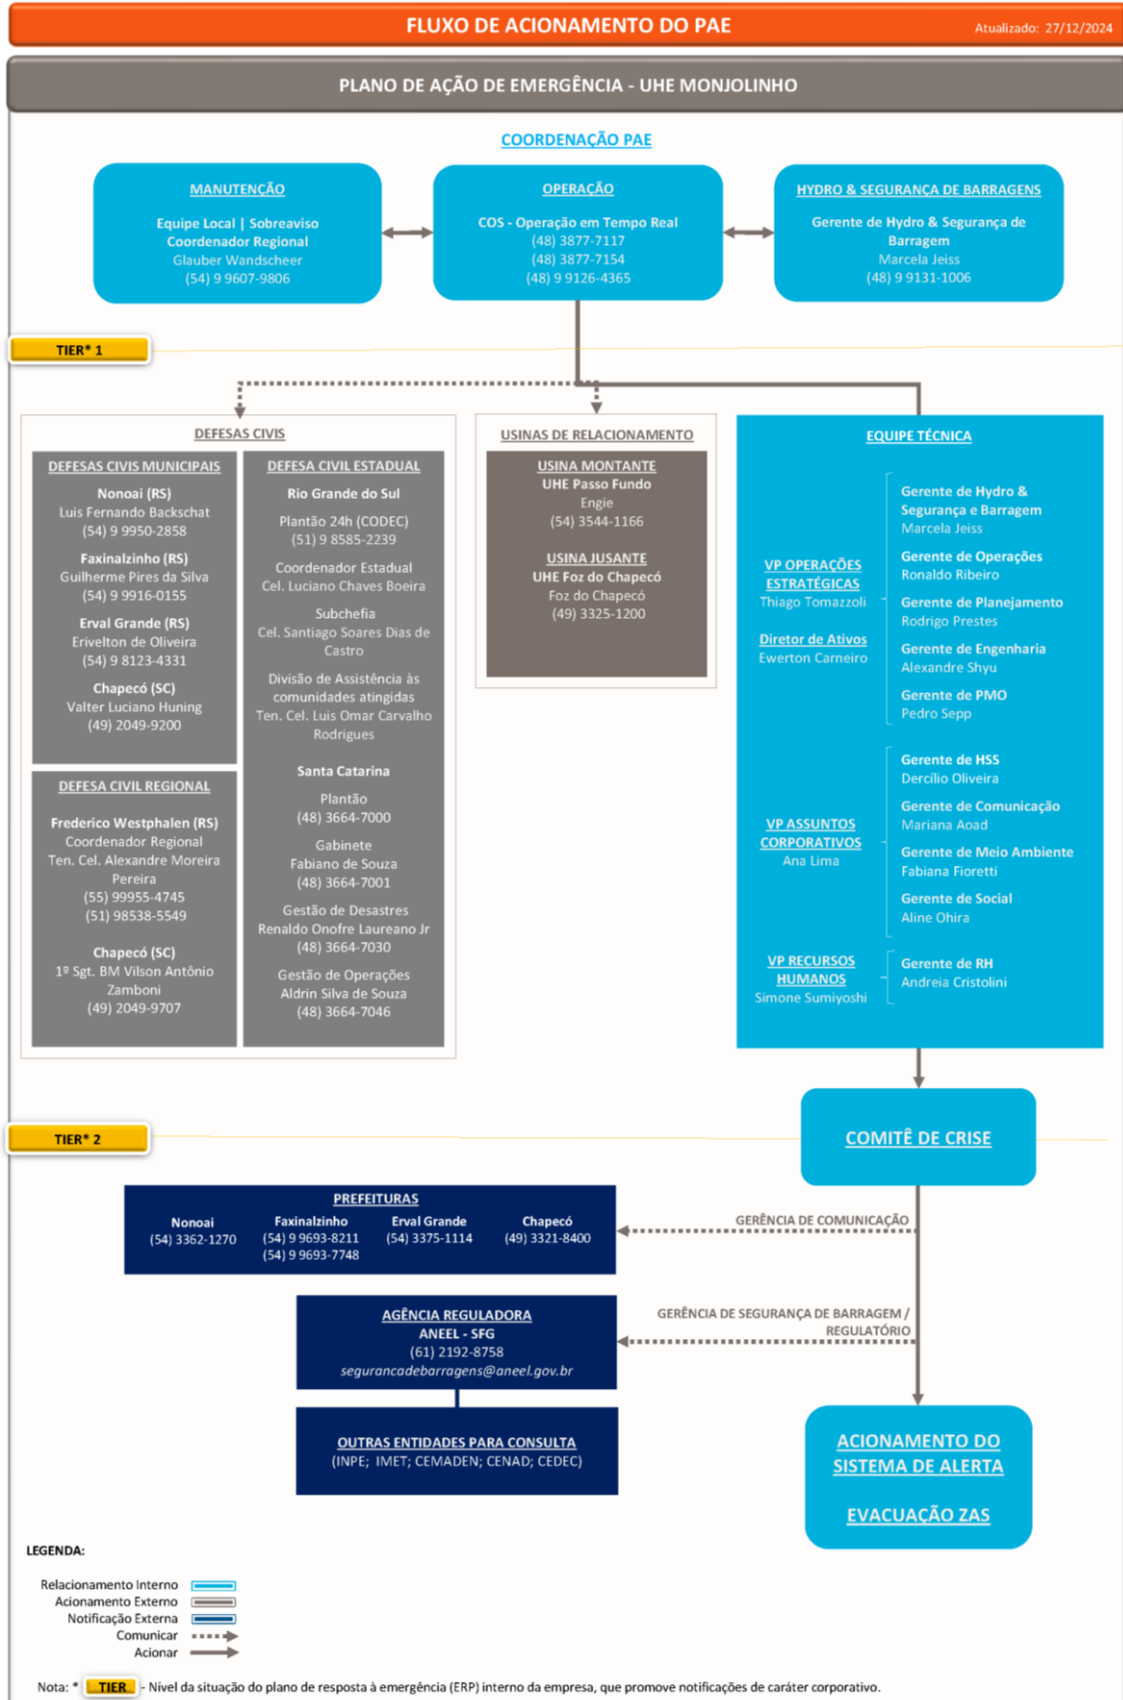 FLUXO DE ACIONAMENTO DO PAE
Atualizado: 27/12/2024
PLANO DE AÇÃO DE EMERGÊNCIA - UHE MONJOLINHO
COORDENAÇÃO PAE
MANUTENÇÃO
Equipe Local | Sobreaviso
Coordenador Regional
Glauber Wandscheer
(54) 9 9607-9806
OPERAÇÃO
COS - Operação em Tempo Real
(48) 3877-7117
(48) 3877-7154
(48) 9 9126-4365
HYDRO & SEGURANÇA DE BARRAGENS
Gerente de Hydro & Segurança de
Barragem
Marcela Jeiss
(48) 9 9131-1006
TIER* 1
DEFESAS CIVIS
DEFESAS CIVIS MUNICIPAIS
Nonoai (RS)
Luis Fernando Backschat
(54) 9 9950-2858
Faxinalzinho (RS)
Guilherme Pires da Silva
(54) 9 9916-0155
Erval Grande (RS)
Erivelton de Oliveira
(54) 9 8123-4331
Chapecó (SC)
Valter Luciano Huning
(49) 2049-9200
DEFESA CIVIL REGIONAL
Frederico Westphalen (RS)
Coordenador Regional
Ten. Cel. Alexandre Moreira
Pereira
(55) 99955-4745
(51) 98538-5549
Chapecó (SC)
1º Sgt. BM Vilson Antônio
Zamboni
(49) 2049-9707
DEFESA CIVIL ESTADUAL
Rio Grande do Sul
Plantão 24h (CODEC)
(51) 9 8585-2239
Coordenador Estadual
Cel. Luciano Chaves Boeira
Subchefia
Cel. Santiago Soares Dias de
Castro
Divisão de Assistência às
comunidades atingidas
Ten. Cel. Luis Omar Carvalho
Rodrigues
Santa Catarina
Plantão
(48) 3664-7000
Gabinete
Fabiano de Souza
(48) 3664-7001
Gestão de Desastres
Renaldo Onofre Laureano Jr
(48) 3664-7030
Gestão de Operações
Aldrin Silva de Souza
(48) 3664-7046
USINAS DE RELACIONAMENTO
USINA MONTANTE
UHE Passo Fundo
Engie
(54) 3544-1166
USINA JUSANTE
UHE Foz do Chapecó
Foz do Chapecó
(49) 3325-1200
EQUIPE TÉCNICA
VP OPERAÇÕES
ESTRATÉGICAS
Thiago Tomazzoli
Diretor de Ativos
Ewerton Carneiro
Gerente de Hydro &
Segurança e Barragem
Marcela Jeiss
Gerente de Operações
Ronaldo Ribeiro
Gerente de Planejamento
Rodrigo Prestes
Gerente de Engenharia
Alexandre Shyu
Gerente de PMO
Pedro Sepp
VP ASSUNTOS
CORPORATIVOS
Ana Lima
Gerente de HSS
Dercílio Oliveira
Gerente de Comunicação
Mariana Aoad
Gerente de Meio Ambiente
Fabiana Fioretti
Gerente de Social
Aline Ohira
VP RECURSOS
HUMANOS
Simone Sumiyoshi
Gerente de RH
Andreia Cristolini
COMITÊ DE CRISE
TIER* 2
PREFEITURAS
Nonoai
(54) 3362-1270
Faxinalzinho
(54) 9 9693-8211
(54) 9 9693-7748
Erval Grande
(54) 3375-1114
Chapecó
(49) 3321-8400
GERÊNCIA DE COMUNICAÇÃO
AGÊNCIA REGULADORA
ANEEL - SFG
(61) 2192-8758
segurancadebarragens@aneel.gov.br
GERÊNCIA DE SEGURANÇA DE BARRAGEM /
REGULATÓRIO
OUTRAS ENTIDADES PARA CONSULTA
(INPE; IMET; CEMADEN; CENAD; CEDEC)
ACIONAMENTO DO
SISTEMA DE ALERTA
EVACUAÇÃO ZAS
LEGENDA:
Relacionamento Interno
Acionamento Externo
Notificação Externa
Comunicar
Acionar
Nota: * TIER - Nível da situação do plano de resposta à emergência (ERP) interno da empresa, que promove notificações de caráter corporativo.